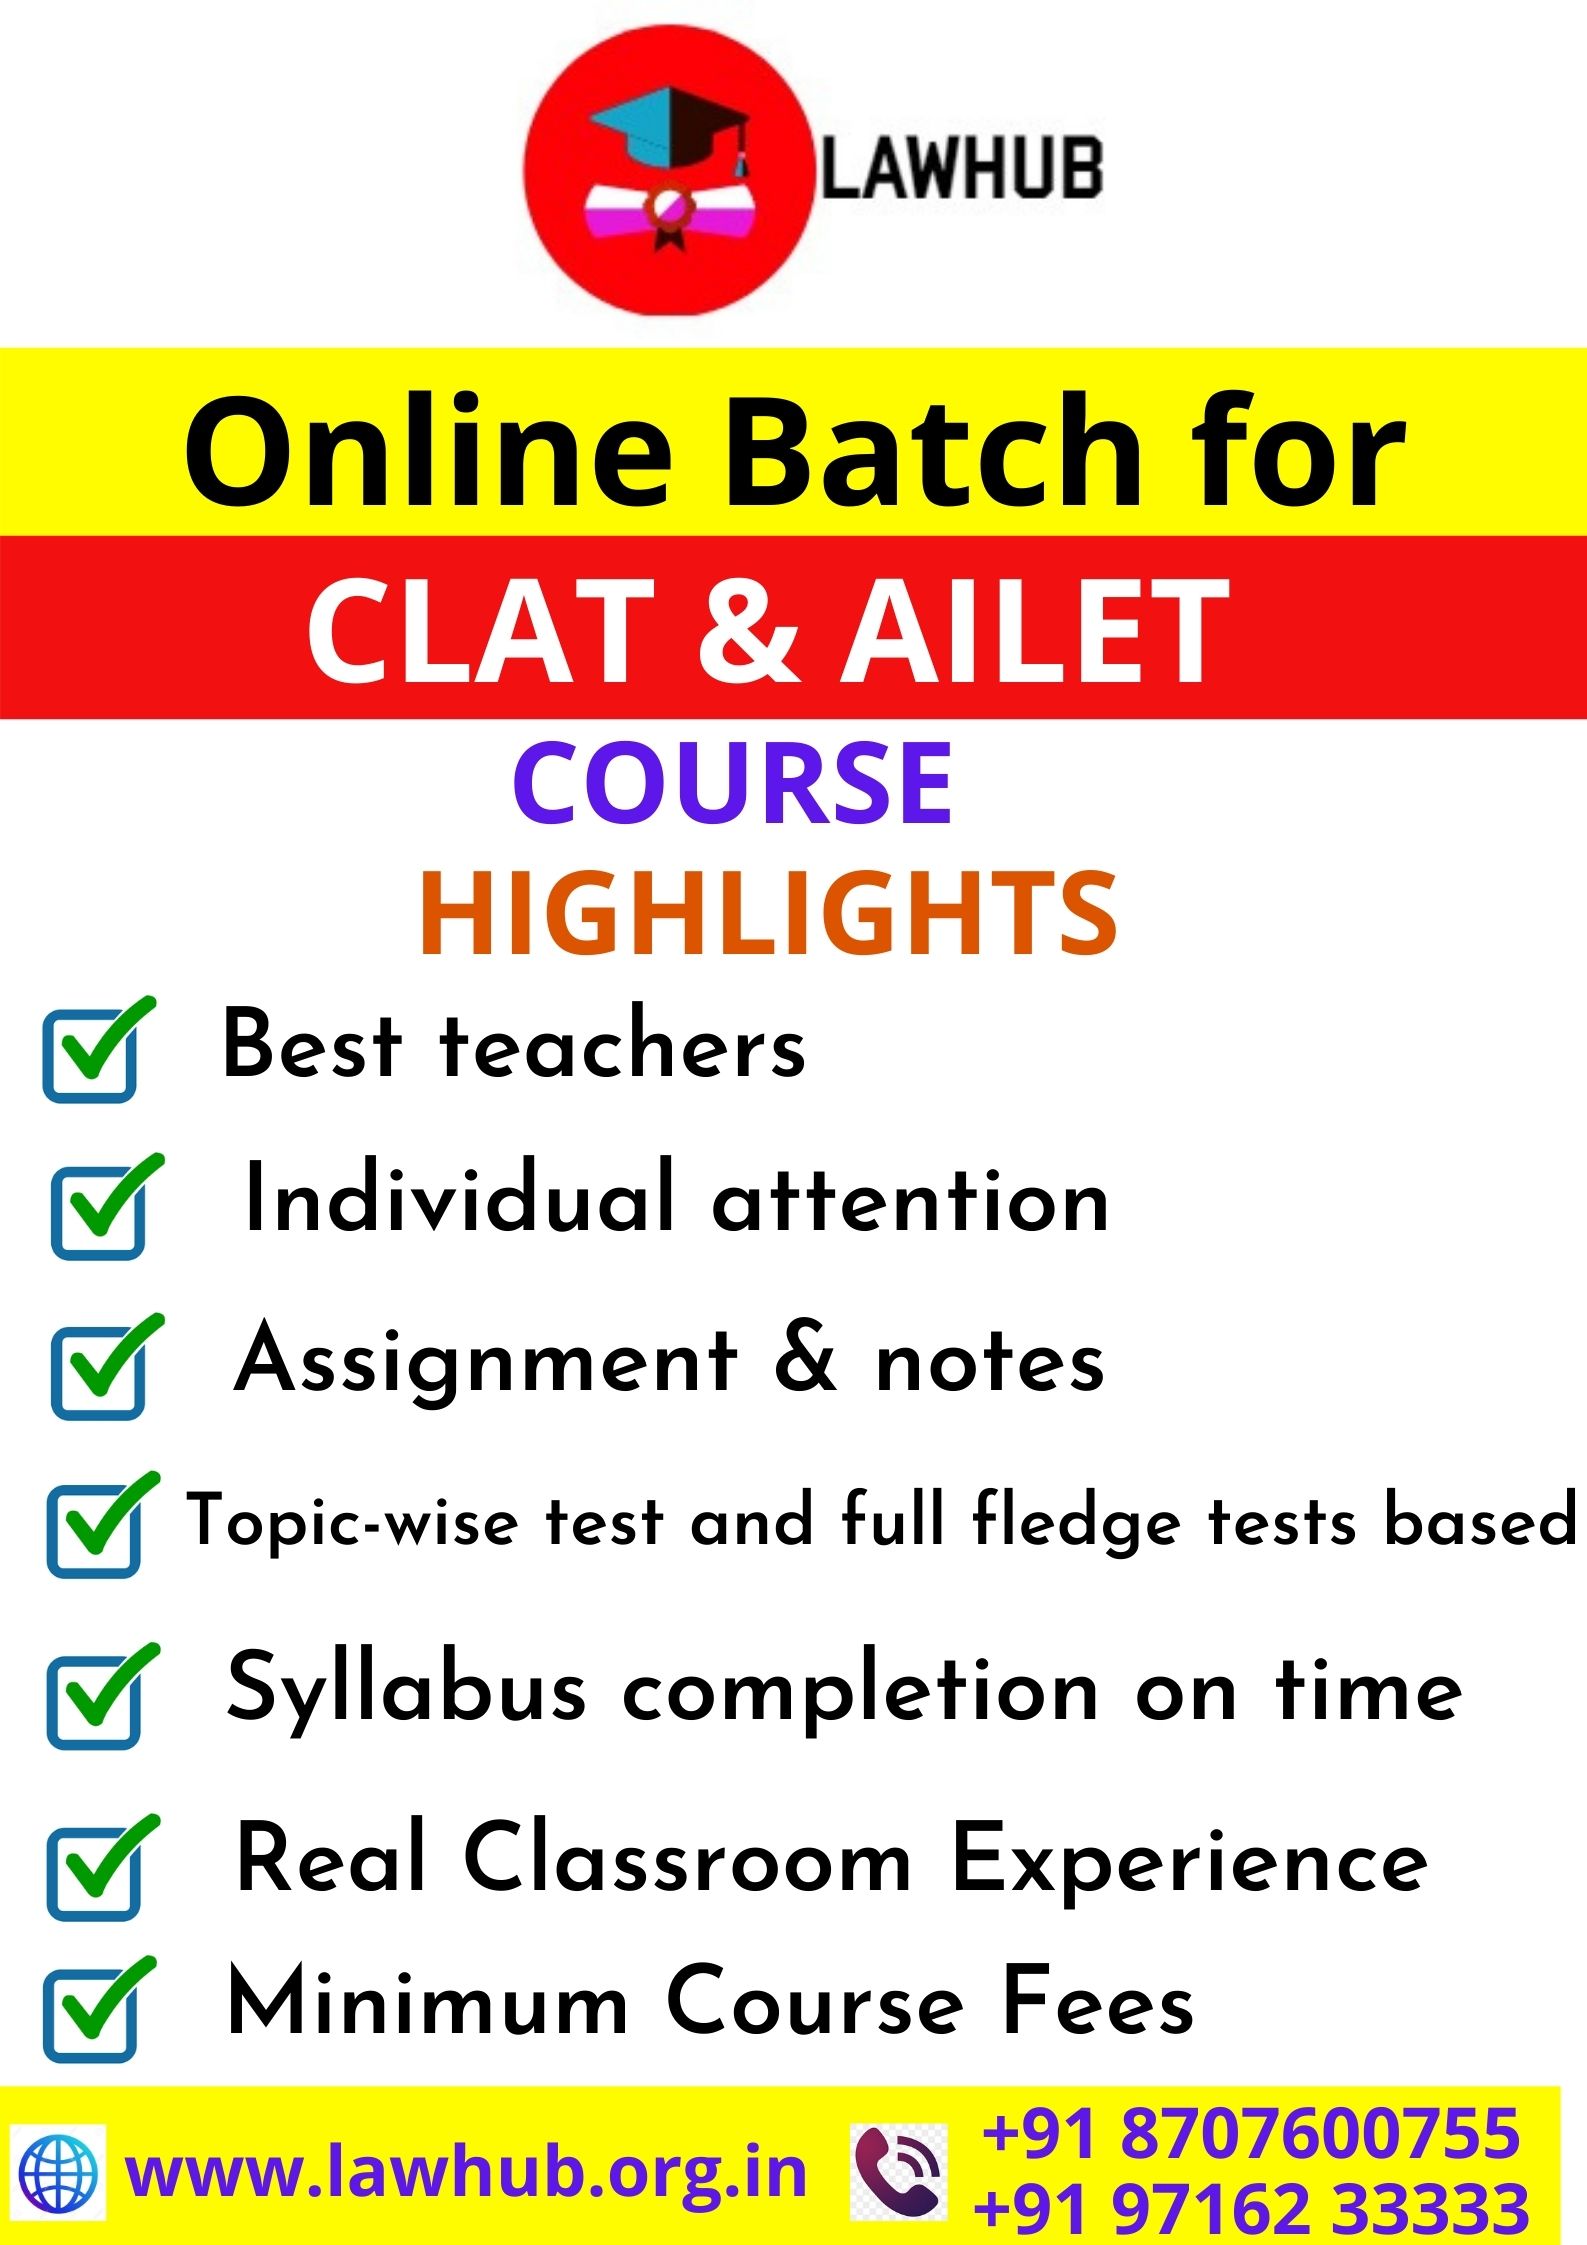 LAWHUB
Online Batch for
CLAT & AILET
COURSE
HIGHLIGHTS
Best teachers
Individual attention
Assignment & notes
Topic-wise test and full fledge tests based
Syllabus completion on time
Real Classroom Experience
Minimum Course Fees
www.lawhub.org.in
+91 8707600755
+91 97162 33333